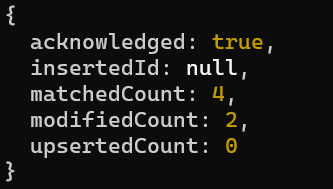 {
  acknowledged: true,
  insertedId: null,
  matchedCount: 4,
  modifiedCount: 2,
  upsertedCount: 0
}